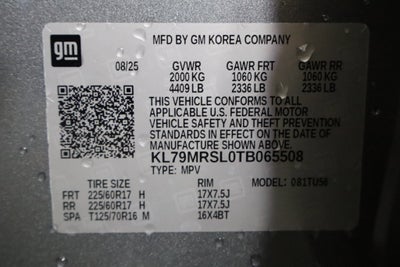 gm
MFD BY GM KOREA COMPANY
08/25 GVWR GAWR FRT GAWR RR
2000 KG 1060 KG 1060 KG
4409 LB 2336 LB 2336 LB
THIS VEHICLE CONFORMS TO ALL
APPLICABLE U.S. FEDERAL MOTOR
VEHICLE SAFETY AND THEFT PREVENTION
STANDARDS IN EFFECT ON THE DATE OF
MANUFACTURE SHOWN ABOVE.
KL79MRSL0TB065508
TYPE: MPV
TIRE SIZE RIM MODEL: 081TU56
FRT 225/60R17 H 17X7.5J
RR 225/60R17 H 17X7.5J
SPA T125/70R16 M 16X4BT